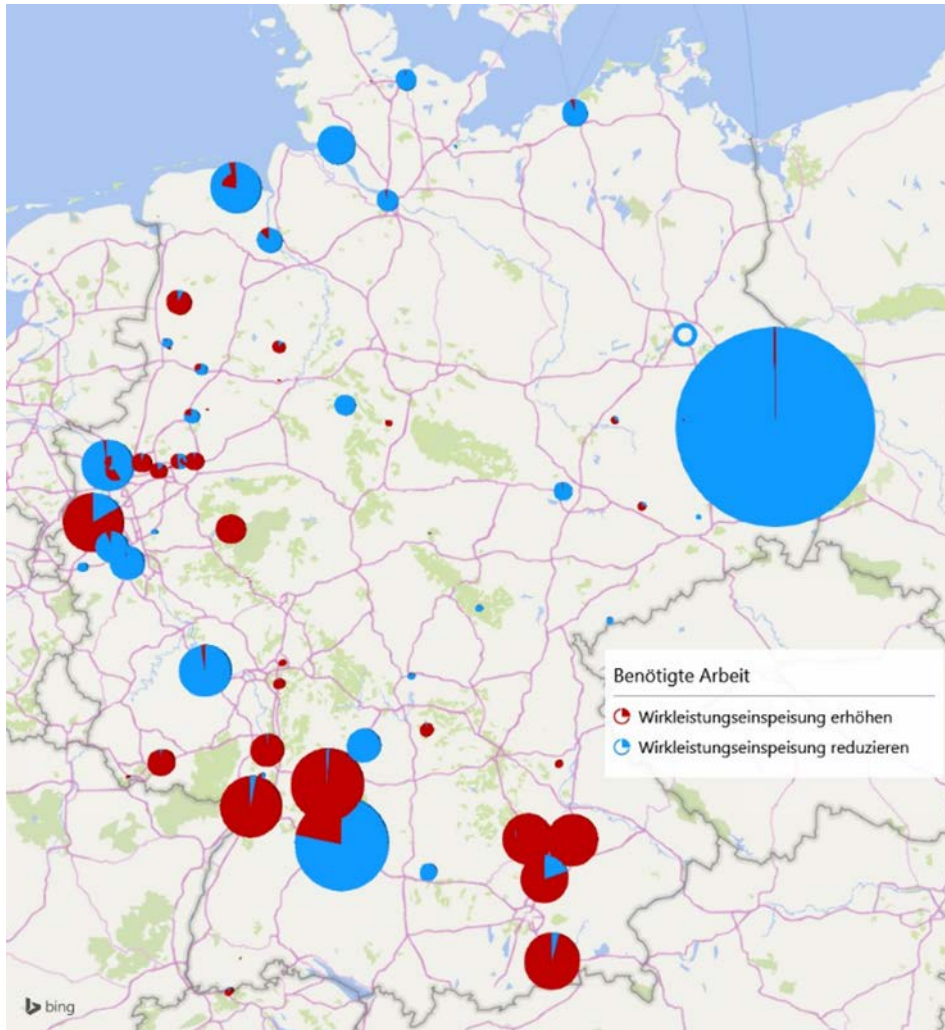 Benötigte Arbeit
Wirkleistungseinspeisung erhöhen
Wirkleistungseinspeisung reduzieren
bing